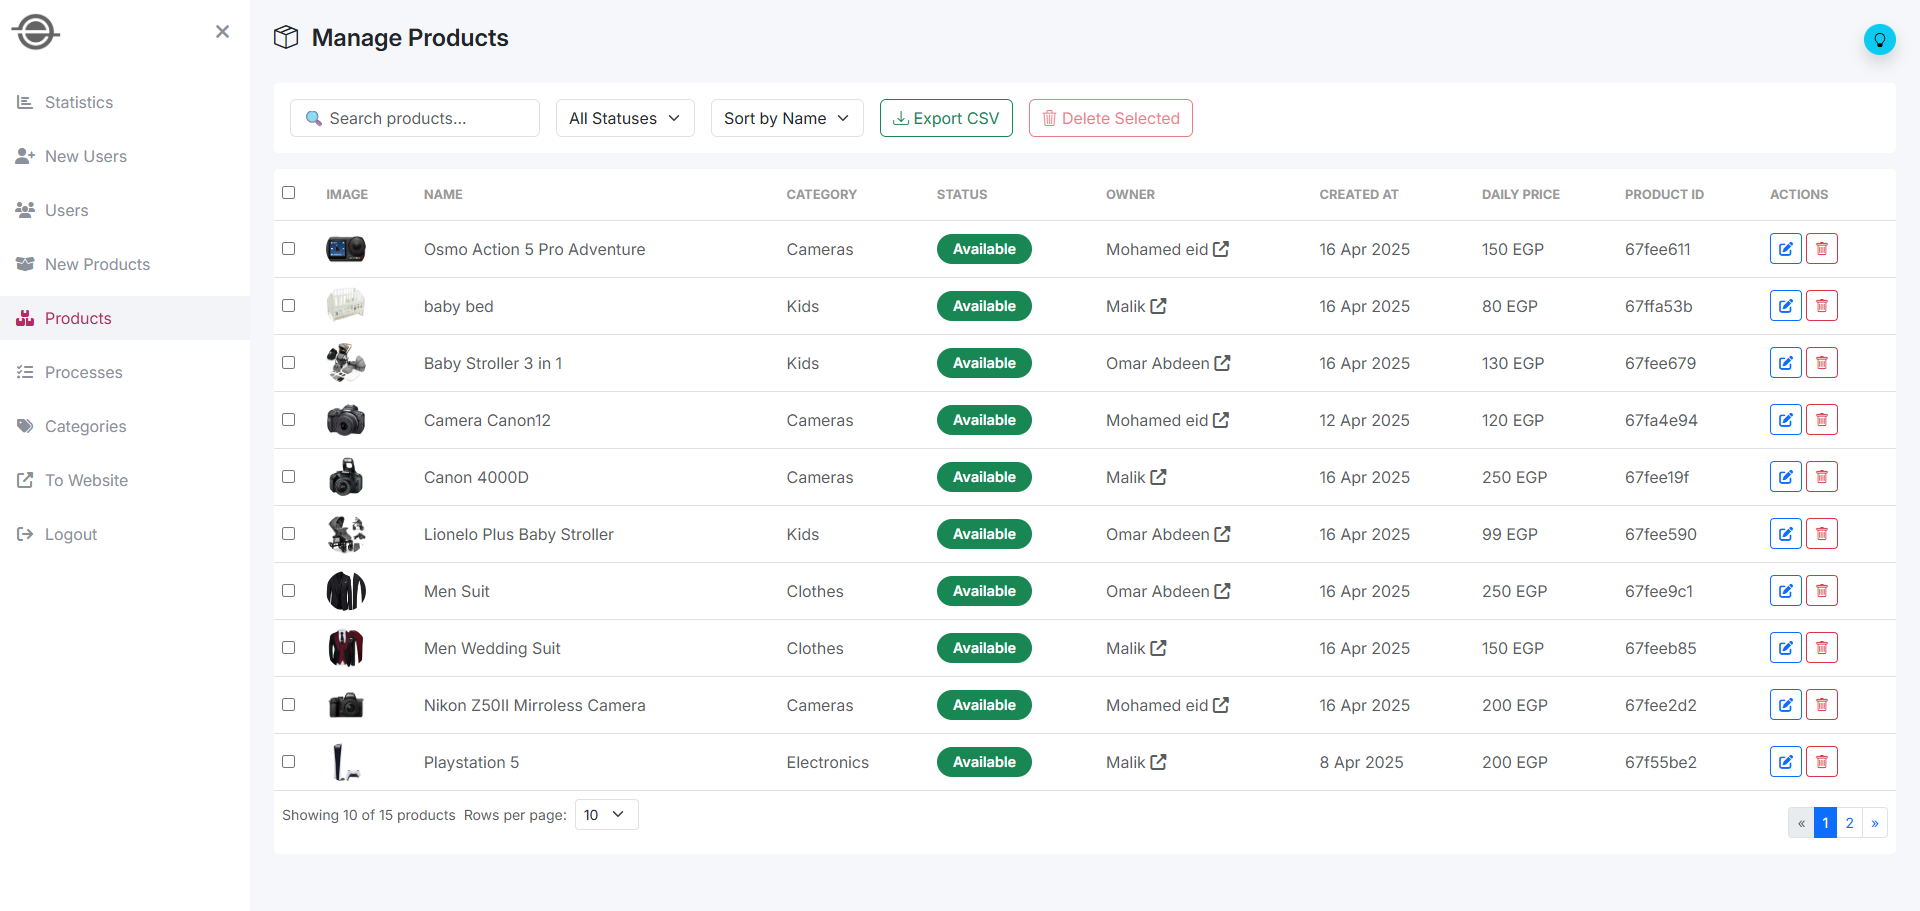 Manage Products
Statistics
New Users
Users
New Products
Products
Processes
Categories
To Website
Logout
Search products...
All Statuses
Sort by Name
Export CSV
Delete Selected
IMAGE NAME CATEGORY STATUS OWNER CREATED AT DAILY PRICE PRODUCT ID ACTIONS
Osmo Action 5 Pro Adventure Cameras Available Mohamed eid 16 Apr 2025 150 EGP 67fee611
baby bed Kids Available Malik 16 Apr 2025 80 EGP 67ffa53b
Baby Stroller 3 in 1 Kids Available Omar Abdeen 16 Apr 2025 130 EGP 67fee679
Camera Canon12 Cameras Available Mohamed eid 12 Apr 2025 120 EGP 67fa4e94
Canon 4000D Cameras Available Malik 16 Apr 2025 250 EGP 67fee19f
Lionelo Plus Baby Stroller Kids Available Omar Abdeen 16 Apr 2025 99 EGP 67fee590
Men Suit Clothes Available Omar Abdeen 16 Apr 2025 250 EGP 67fee9c1
Men Wedding Suit Clothes Available Malik 16 Apr 2025 150 EGP 67feeb85
Nikon Z50II Mirroless Camera Cameras Available Mohamed eid 16 Apr 2025 200 EGP 67fee2d2
Playstation 5 Electronics Available Malik 8 Apr 2025 200 EGP 67f55be2
Showing 10 of 15 products Rows per page: 10
« 1 2 »